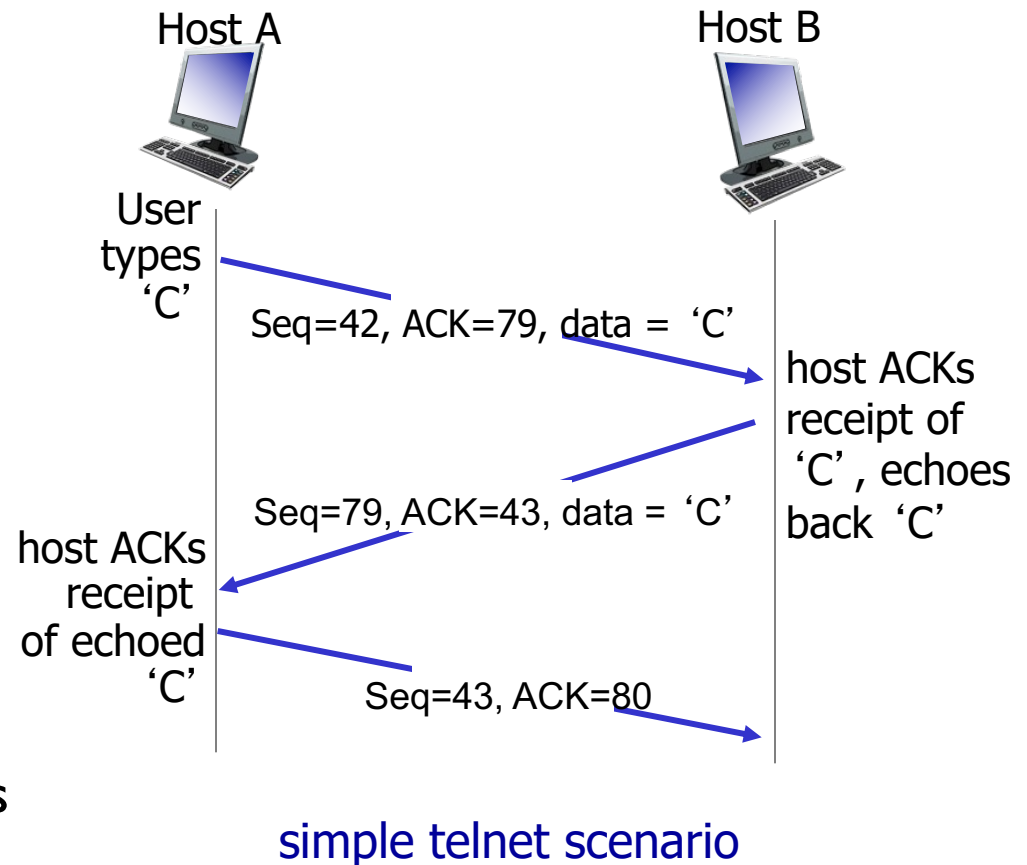 Host A
Host B
User
types
‘C’
Seq=42, ACK=79, data = ‘C’
host ACKs
receipt of
‘C’, echoes
back ‘C’
Seq=79, ACK=43, data = ‘C’
host ACKs
receipt
of echoed
‘C’
Seq=43, ACK=80
s
simple telnet scenario